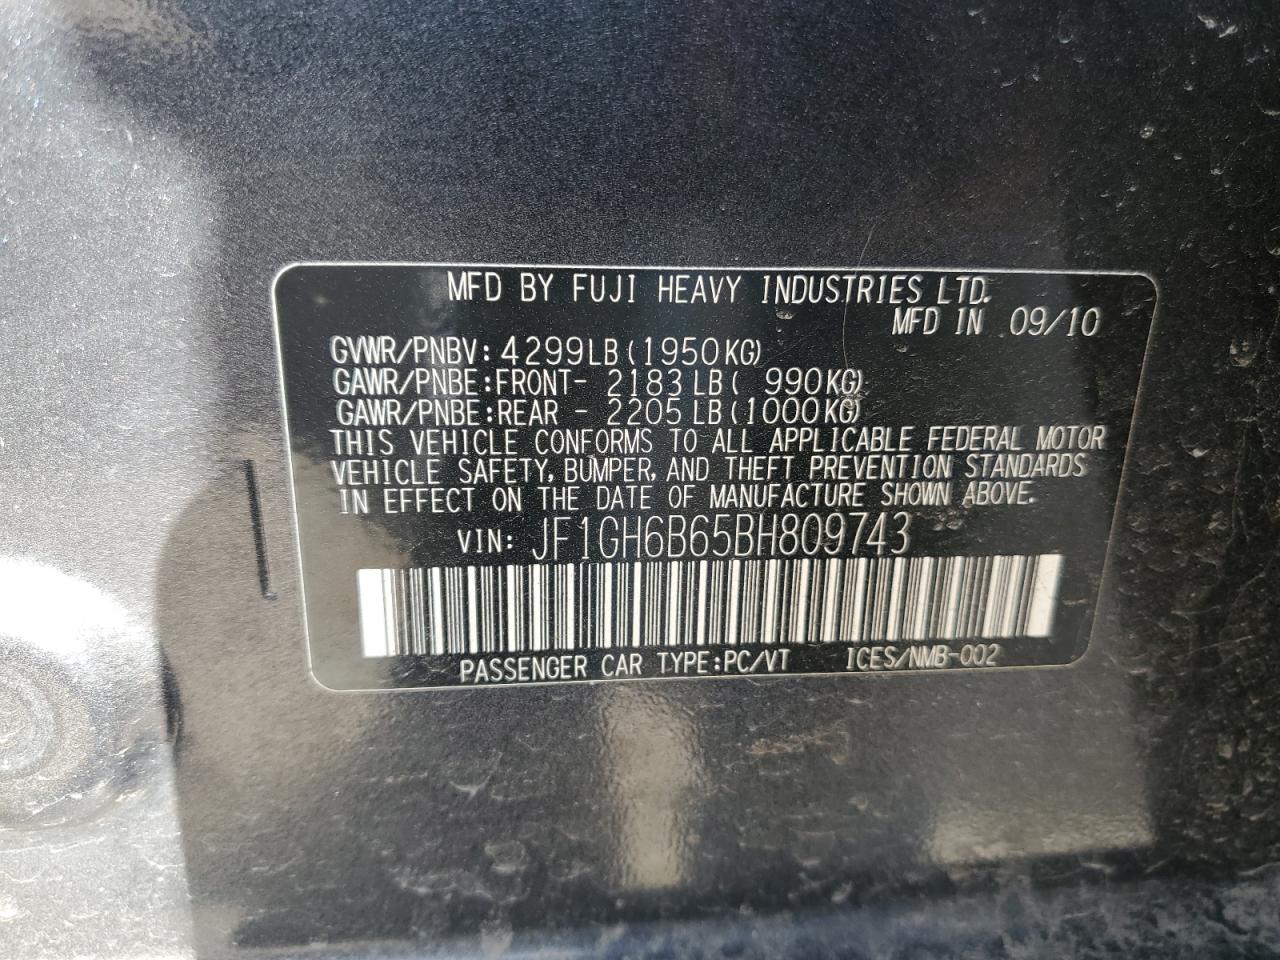 MFD BY FUJI HEAVY INDUSTRIES LTD.
MFD IN 09/10
GVWR/PNBV: 4299LB (1950KG)
GAWR/PNBE:FRONT- 2183LB ( 990KG)
GAWR/PNBE:REAR - 2205LB (1000KG)
THIS VEHICLE CONFORMS TO ALL APPLICABLE FEDERAL MOTOR
VEHICLE SAFETY, BUMPER, AND THEFT PREVENTION STANDARDS
IN EFFECT ON THE DATE OF MANUFACTURE SHOWN ABOVE.
VIN: JF1GH6B65BH809743
PASSENGER CAR TYPE:PC/VT ICES/NMB-002